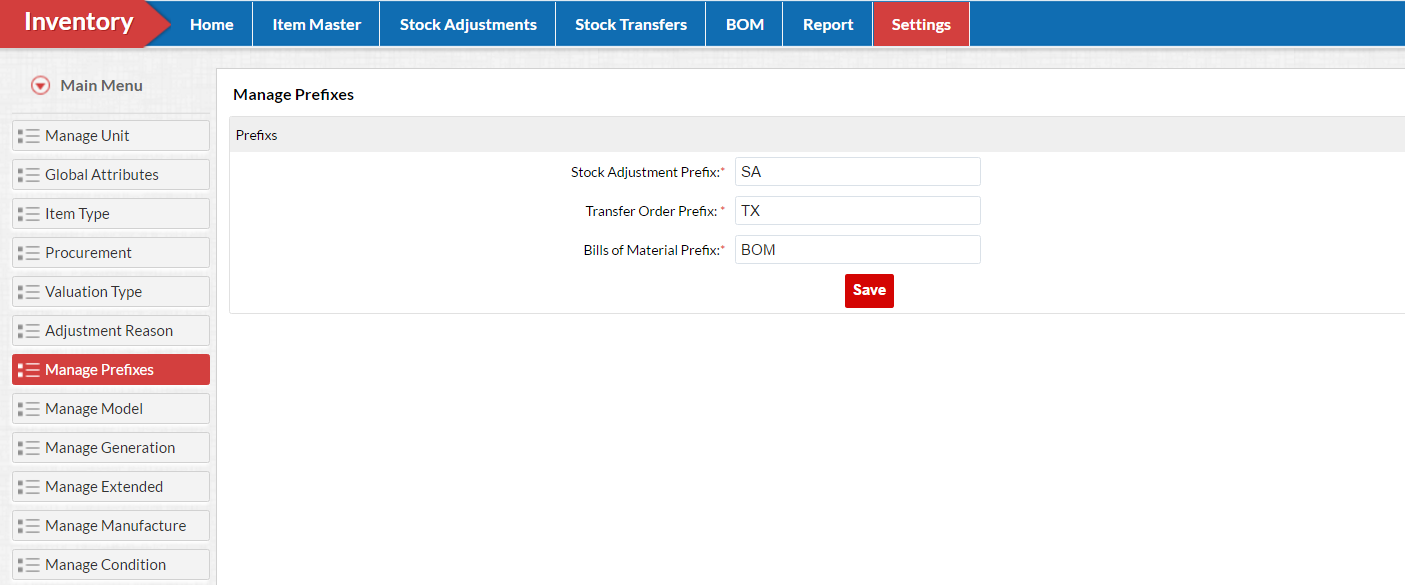 Inventory
Home
Item Master
Stock Adjustments
Stock Transfers
BOM
Report
Settings
Main Menu
Manage Unit
Global Attributes
Item Type
Procurement
Valuation Type
Adjustment Reason
Manage Prefixes
Manage Model
Manage Generation
Manage Extended
Manage Manufacture
Manage Condition
Manage Prefixes
Prefixs
Stock Adjustment Prefix:* SA
Transfer Order Prefix: * TX
Bills of Material Prefix:* BOM
Save